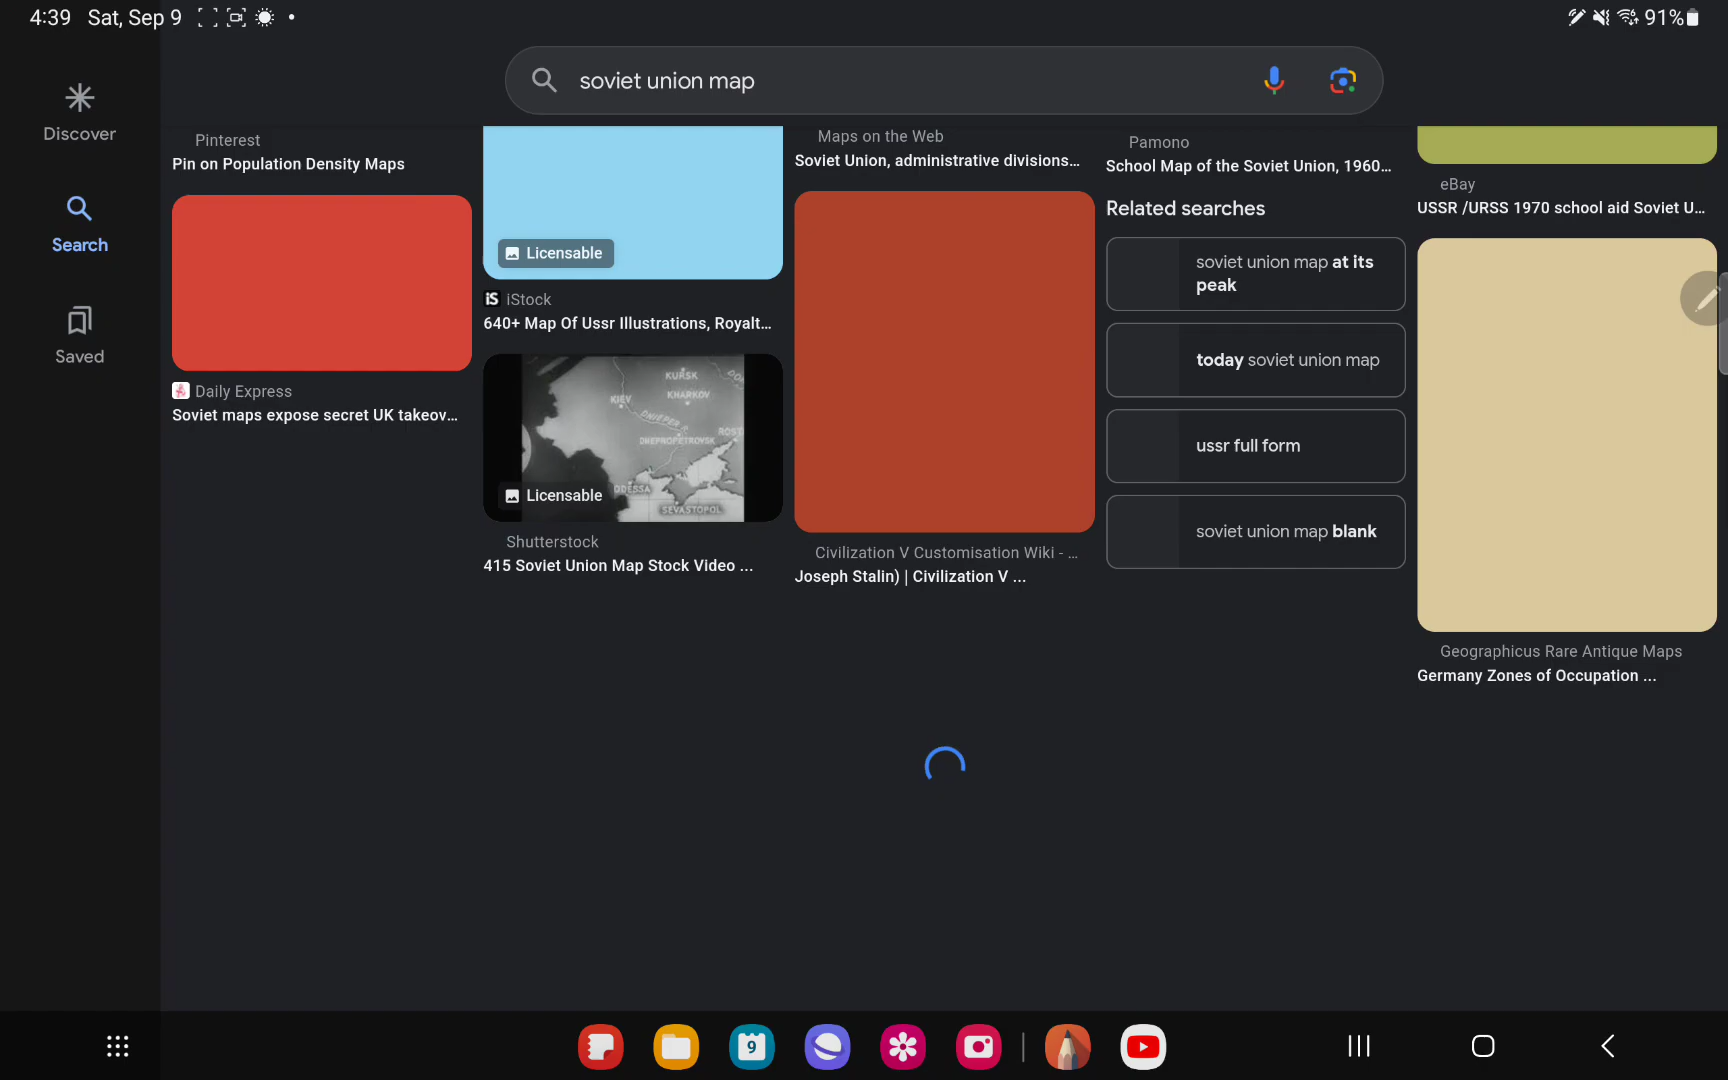 4:39 Sat, Sep 9
91%
soviet union map
Discover
Search
Saved
Pinterest
Pin on Population Density Maps
Daily Express
Soviet maps expose secret UK takeov...
Licensable
iS iStock
640+ Map Of Ussr Illustrations, Royalt...
KURSK
KHARKOV
KIEV
DNIEPER
DNEPROPETROVSK
ODESSA
SEVASTOPOL
Licensable
Shutterstock
415 Soviet Union Map Stock Video ...
Maps on the Web
Soviet Union, administrative divisions...
Civilization V Customisation Wiki - ...
Joseph Stalin) | Civilization V ...
Pamono
School Map of the Soviet Union, 1960...
Related searches
soviet union map at its
peak
today soviet union map
ussr full form
soviet union map blank
eBay
USSR /URSS 1970 school aid Soviet U...
Geographicus Rare Antique Maps
Germany Zones of Occupation ...
9